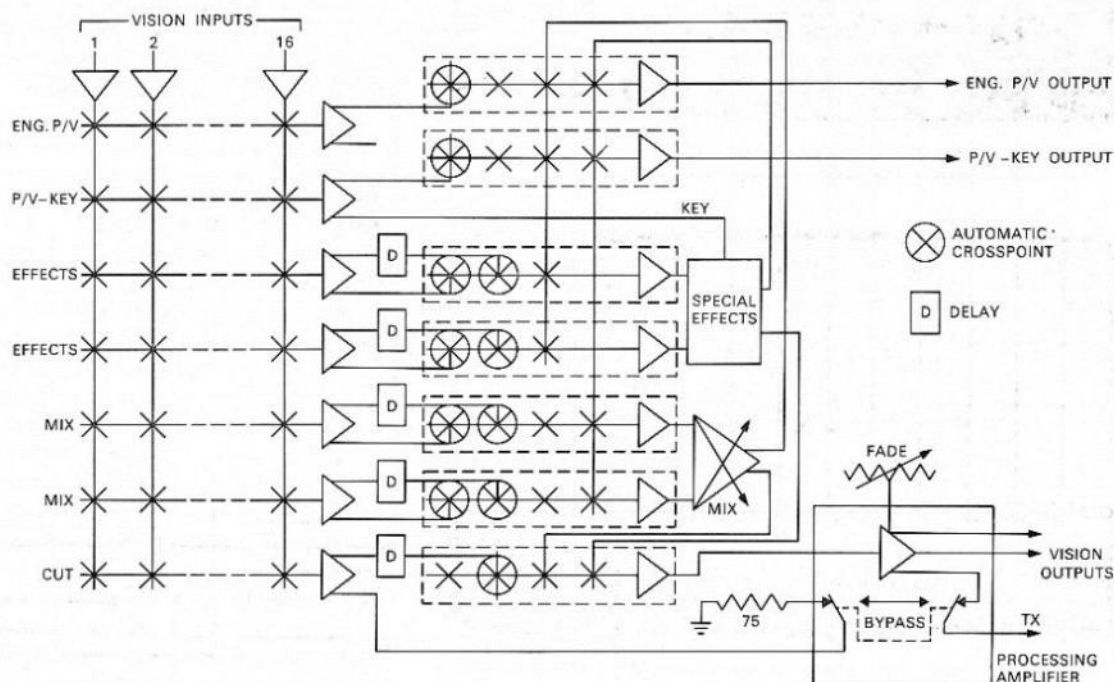 VISION INPUTS
1 2 16
ENG. P/V
P/V-KEY
EFFECTS
EFFECTS
MIX
MIX
CUT
D
D
D
D
D
KEY
SPECIAL
EFFECTS
MIX
ENG. P/V OUTPUT
P/V-KEY OUTPUT
AUTOMATIC
CROSSPOINT
D DELAY
FADE
VISION
OUTPUTS
75
BYPASS
TX
PROCESSING
AMPLIFIER